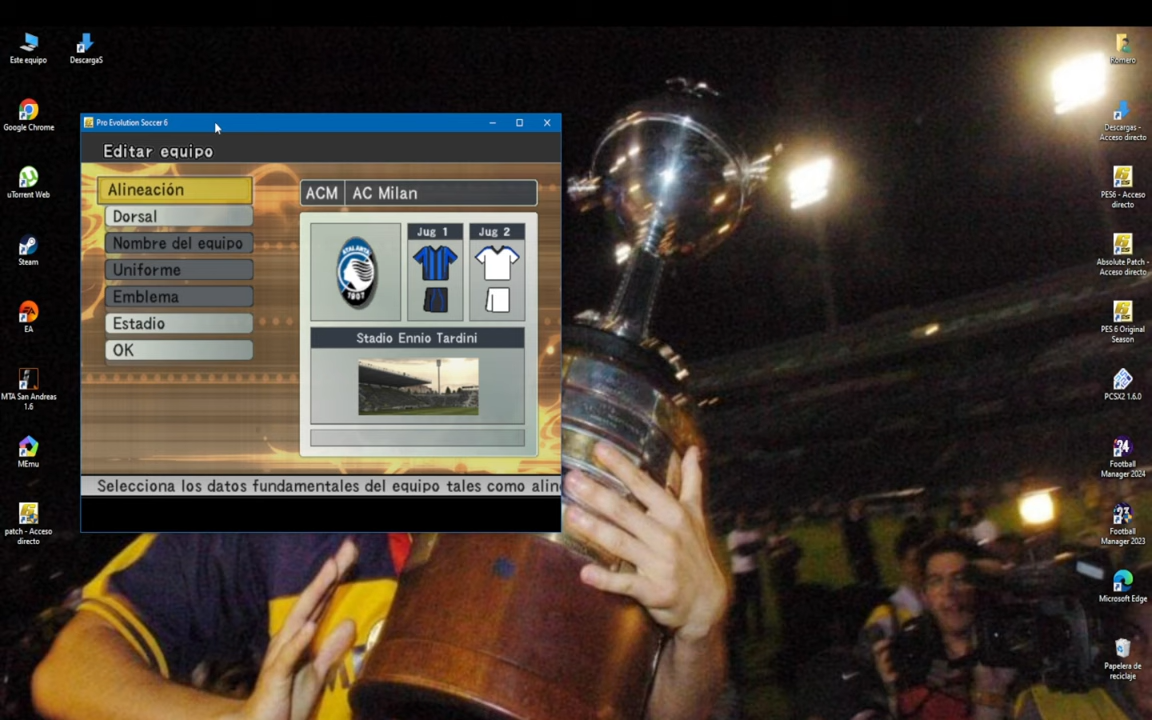 Este equipo
DescargaS
Google Chrome
uTorrent Web
Steam
EA
MTA San Andreas
1.6
MEmu
patch - Acceso
directo
Pro Evolution Soccer 6
Editar equipo
Alineación
Dorsal
Nombre del equipo
Uniforme
Emblema
Estadio
OK
ACM AC Milan
ATALANTA
1907
Jug 1
Jug 2
Stadio Ennio Tardini
Selecciona los datos fundamentales del equipo tales como alin
Romero
Descargas -
Acceso directo
PES6 - Acceso
directo
Absolute Patch -
Acceso directo
PES 6 Original
Season
PCSX2 1.6.0
24
Football
Manager 2024
23
Football
Manager 2023
Microsoft Edge
Papelera de
reciclaje